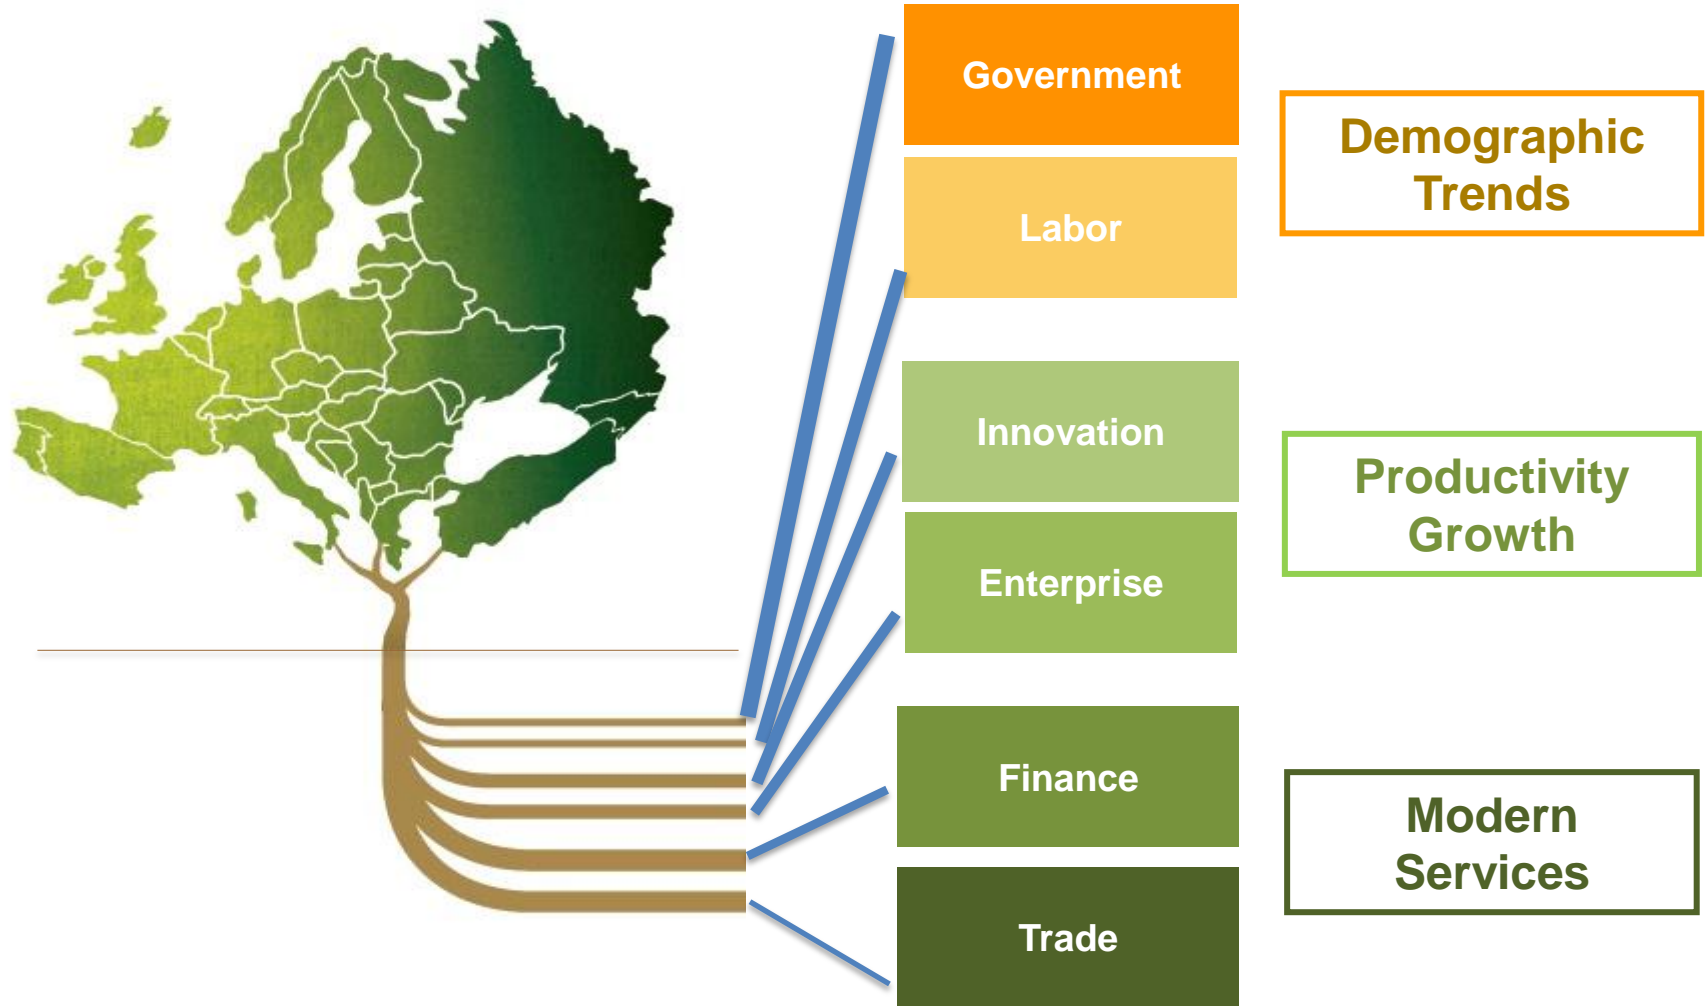 Government
Labor
Demographic
Trends
Innovation
Enterprise
Productivity
Growth
Finance
Trade
Modern
Services